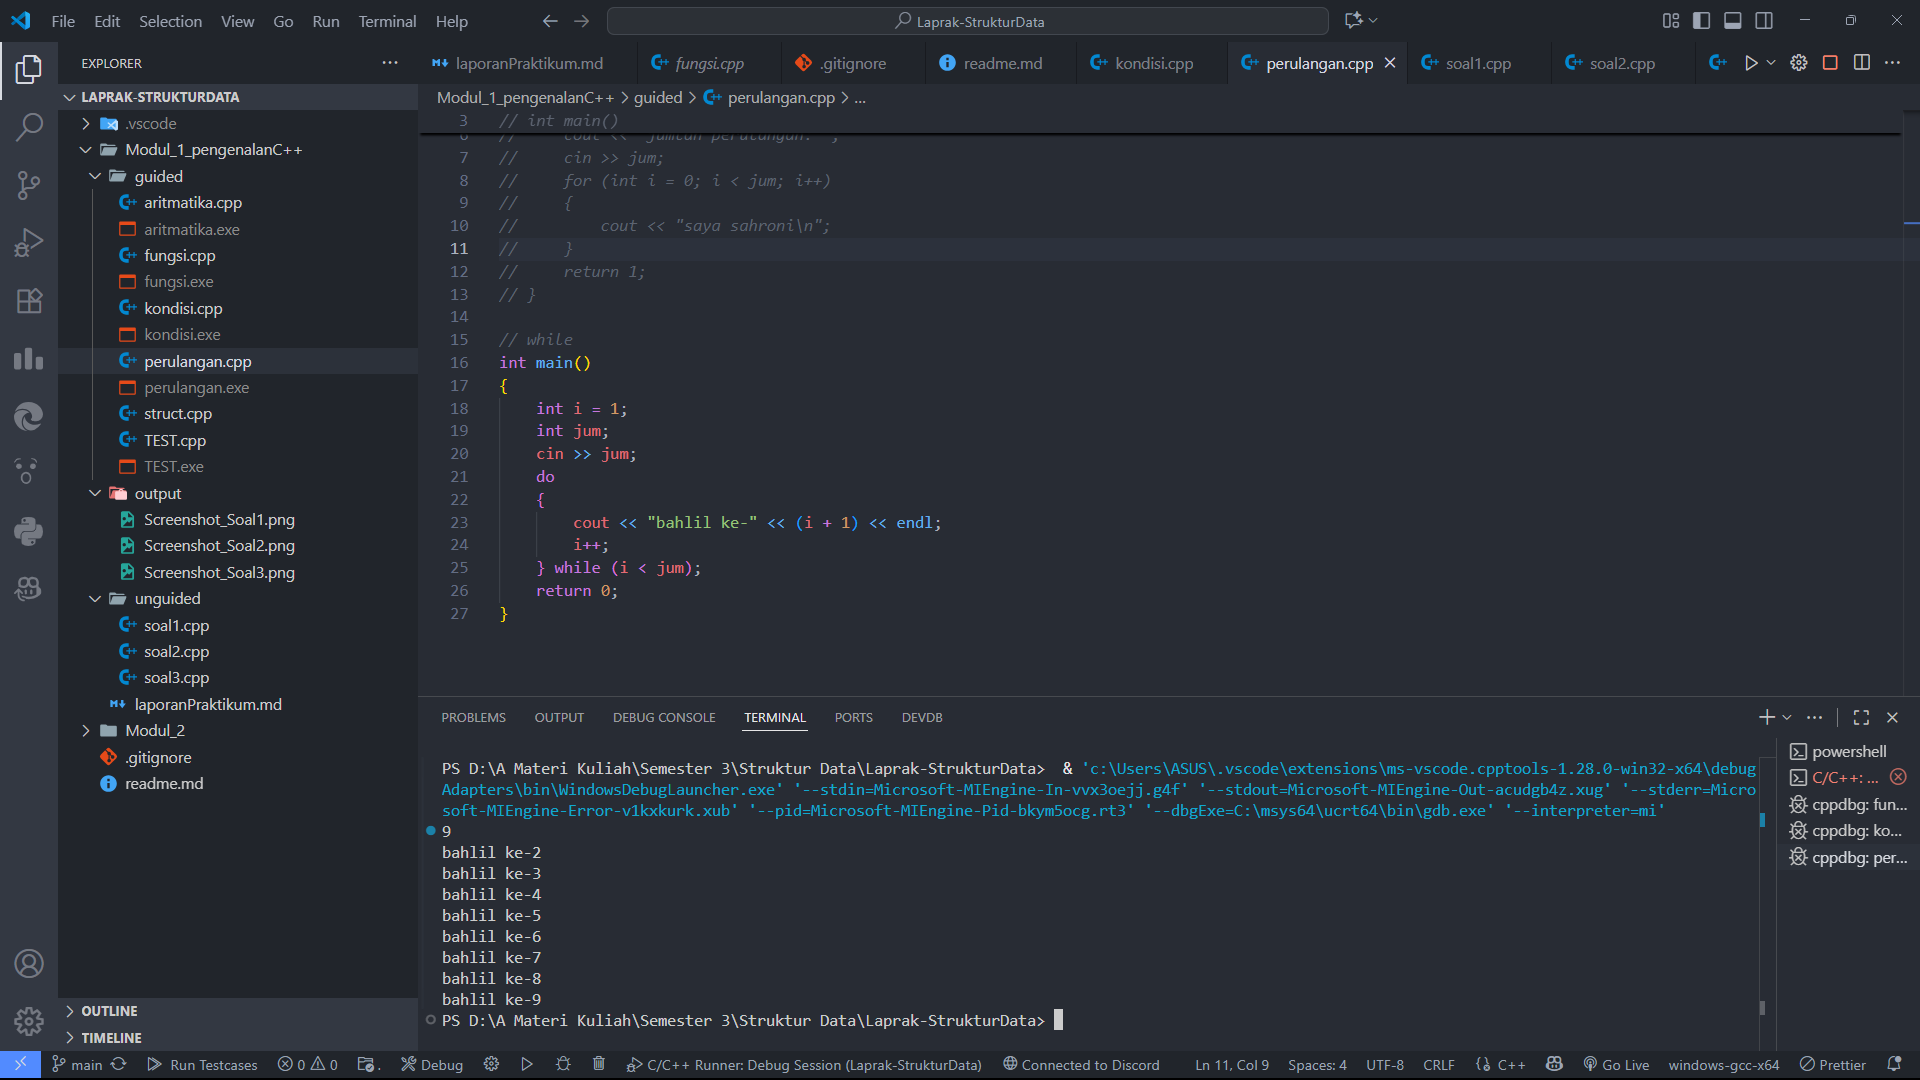 File Edit Selection View Go Run Terminal Help
Laprak-StrukturData
EXPLORER
LAPRAK-STRUKTURDATA
.vscode
Modul_1_pengenalanC++
guided
aritmatika.cpp
aritmatika.exe
fungsi.cpp
fungsi.exe
kondisi.cpp
kondisi.exe
perulangan.cpp
perulangan.exe
struct.cpp
TEST.cpp
TEST.exe
output
Screenshot_Soal1.png
Screenshot_Soal2.png
Screenshot_Soal3.png
unguided
soal1.cpp
soal2.cpp
soal3.cpp
laporanPraktikum.md
Modul_2
.gitignore
readme.md
OUTLINE
TIMELINE
laporanPraktikum.md fungsi.cpp .gitignore readme.md kondisi.cpp perulangan.cpp soal1.cpp soal2.cpp
Modul_1_pengenalanC++ > guided > perulangan.cpp > ...
3 // int main()
7 //     cin >> jum;
8 //     for (int i = 0; i < jum; i++)
9 //     {
10 //         cout << "saya sahroni\n";
11 //     }
12 //     return 1;
13 // }
14
15 // while
16 int main()
17 {
18     int i = 1;
19     int jum;
20     cin >> jum;
21     do
22     {
23         cout << "bahlil ke-" << (i + 1) << endl;
24         i++;
25     } while (i < jum);
26     return 0;
27 }
PROBLEMS OUTPUT DEBUG CONSOLE TERMINAL PORTS DEVDB
PS D:\A Materi Kuliah\Semester 3\Struktur Data\Laprak-StrukturData>  & 'c:\Users\ASUS\.vscode\extensions\ms-vscode.cpptools-1.28.0-win32-x64\debug
Adapters\bin\WindowsDebugLauncher.exe' '--stdin=Microsoft-MIEngine-In-vvx3oejj.g4f' '--stdout=Microsoft-MIEngine-Out-acudgb4z.xug' '--stderr=Micro
soft-MIEngine-Error-v1kxkurk.xub' '--pid=Microsoft-MIEngine-Pid-bkym5ocg.rt3' '--dbgExe=C:\msys64\ucrt64\bin\gdb.exe' '--interpreter=mi'
9
bahlil ke-2
bahlil ke-3
bahlil ke-4
bahlil ke-5
bahlil ke-6
bahlil ke-7
bahlil ke-8
bahlil ke-9
PS D:\A Materi Kuliah\Semester 3\Struktur Data\Laprak-StrukturData>
powershell
C/C++: ...
cppdbg: fun...
cppdbg: ko...
cppdbg: per...
main Run Testcases 0 0 Debug C/C++ Runner: Debug Session (Laprak-StrukturData) Connected to Discord Ln 11, Col 9 Spaces: 4 UTF-8 CRLF {} C++ Go Live windows-gcc-x64 Prettier